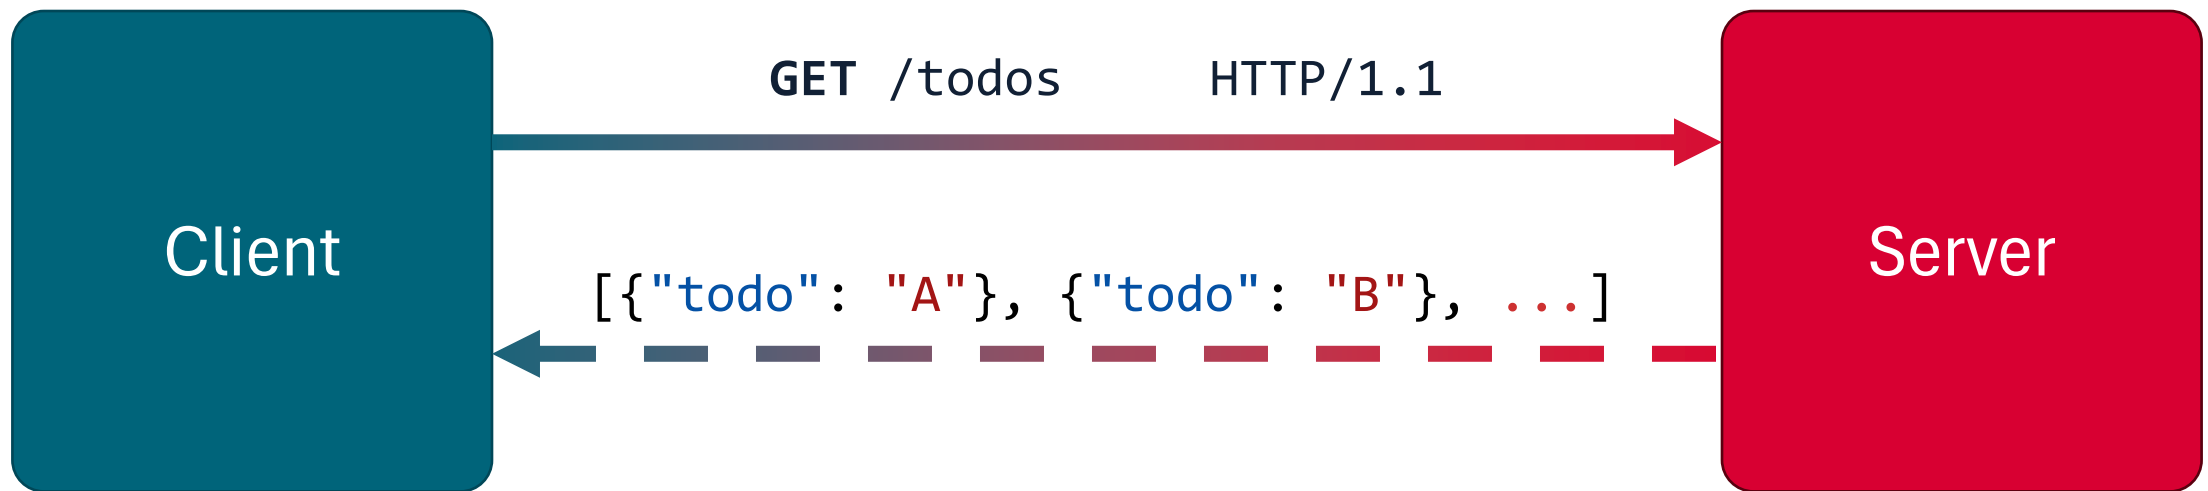 GET /todos HTTP/1.1
Client
Server
[{"todo": "A"}, {"todo": "B"}, ...]